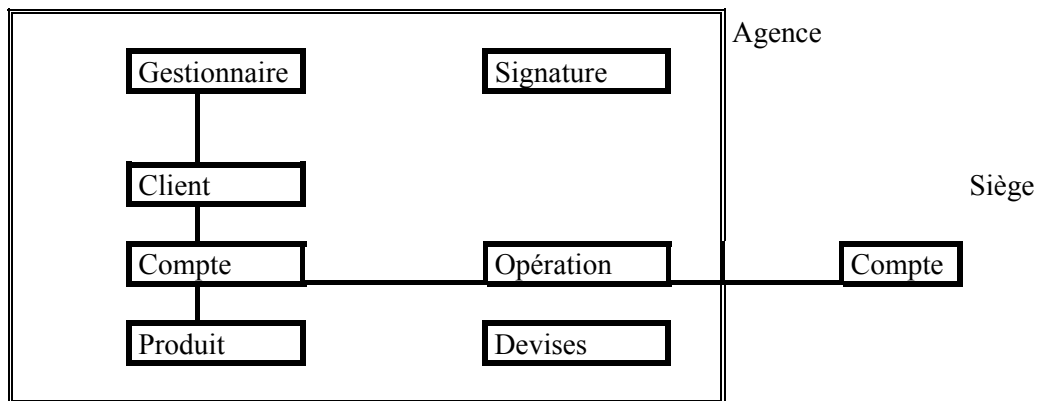 Agence
Gestionnaire
Signature
Client
Siège
Compte
Opération
Compte
Produit
Devises